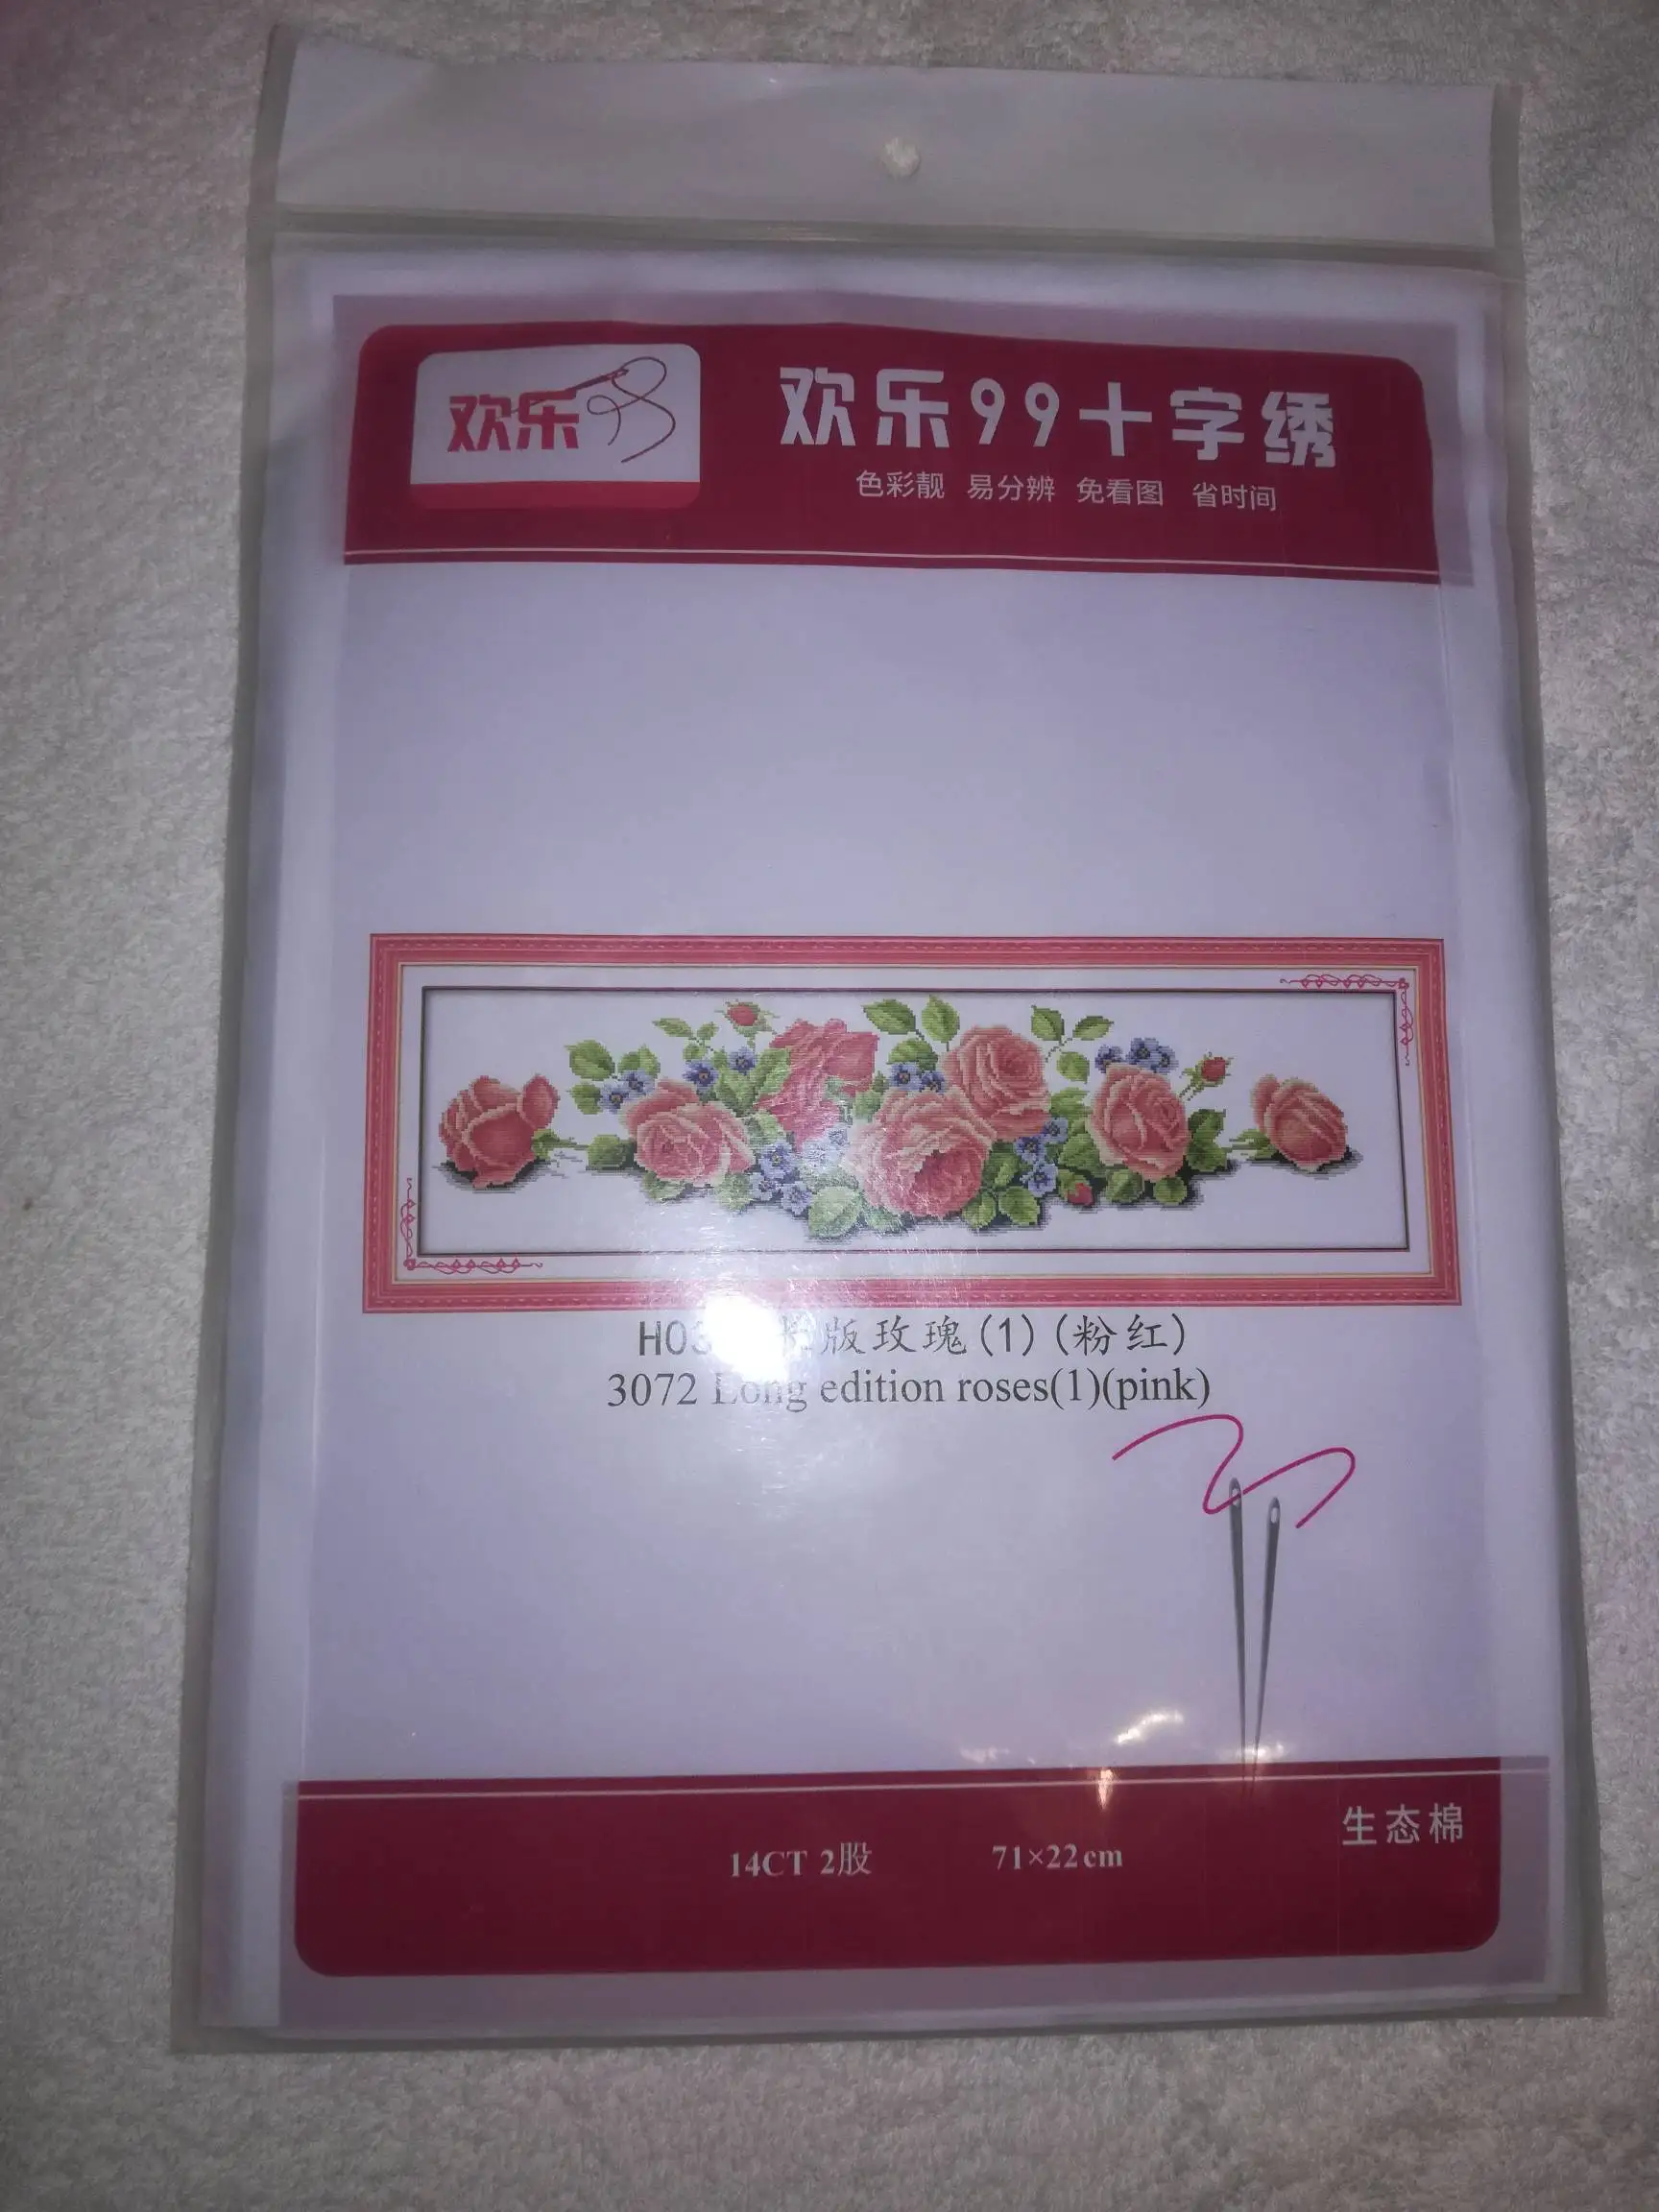 欢乐
欢乐99十字绣
色彩靓 易分辨 免看图 省时间
版玫瑰(1)(粉红)
3072 Long edition roses(1)(pink)
14CT 2股
71×22cm
生态棉